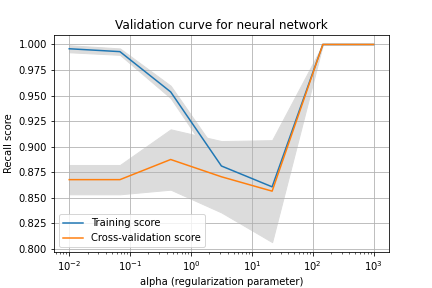 Validation curve for neural network
Recall score
1.000
0.975
0.950
0.925
0.900
0.875
0.850
0.825
0.800
Training score
Cross-validation score
10⁻² 10⁻¹ 10⁰ 10¹ 10² 10³
alpha (regularization parameter)